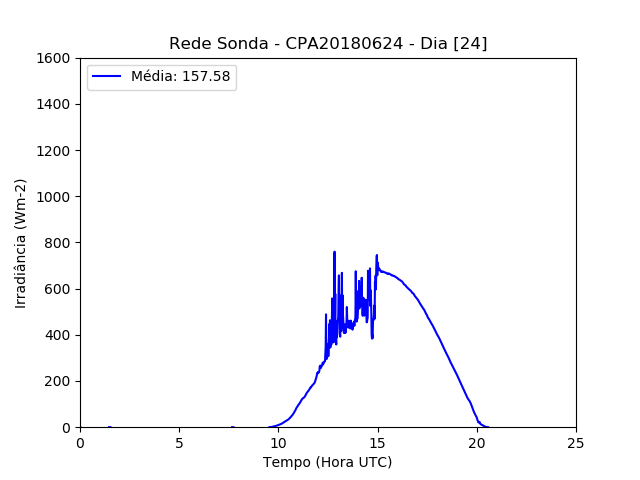 Rede Sonda - CPA20180624 - Dia [24]
Média: 157.58
1600
1400
1200
1000
800
600
400
200
0
Irradiância (Wm-2)
0 5 10 15 20 25
Tempo (Hora UTC)